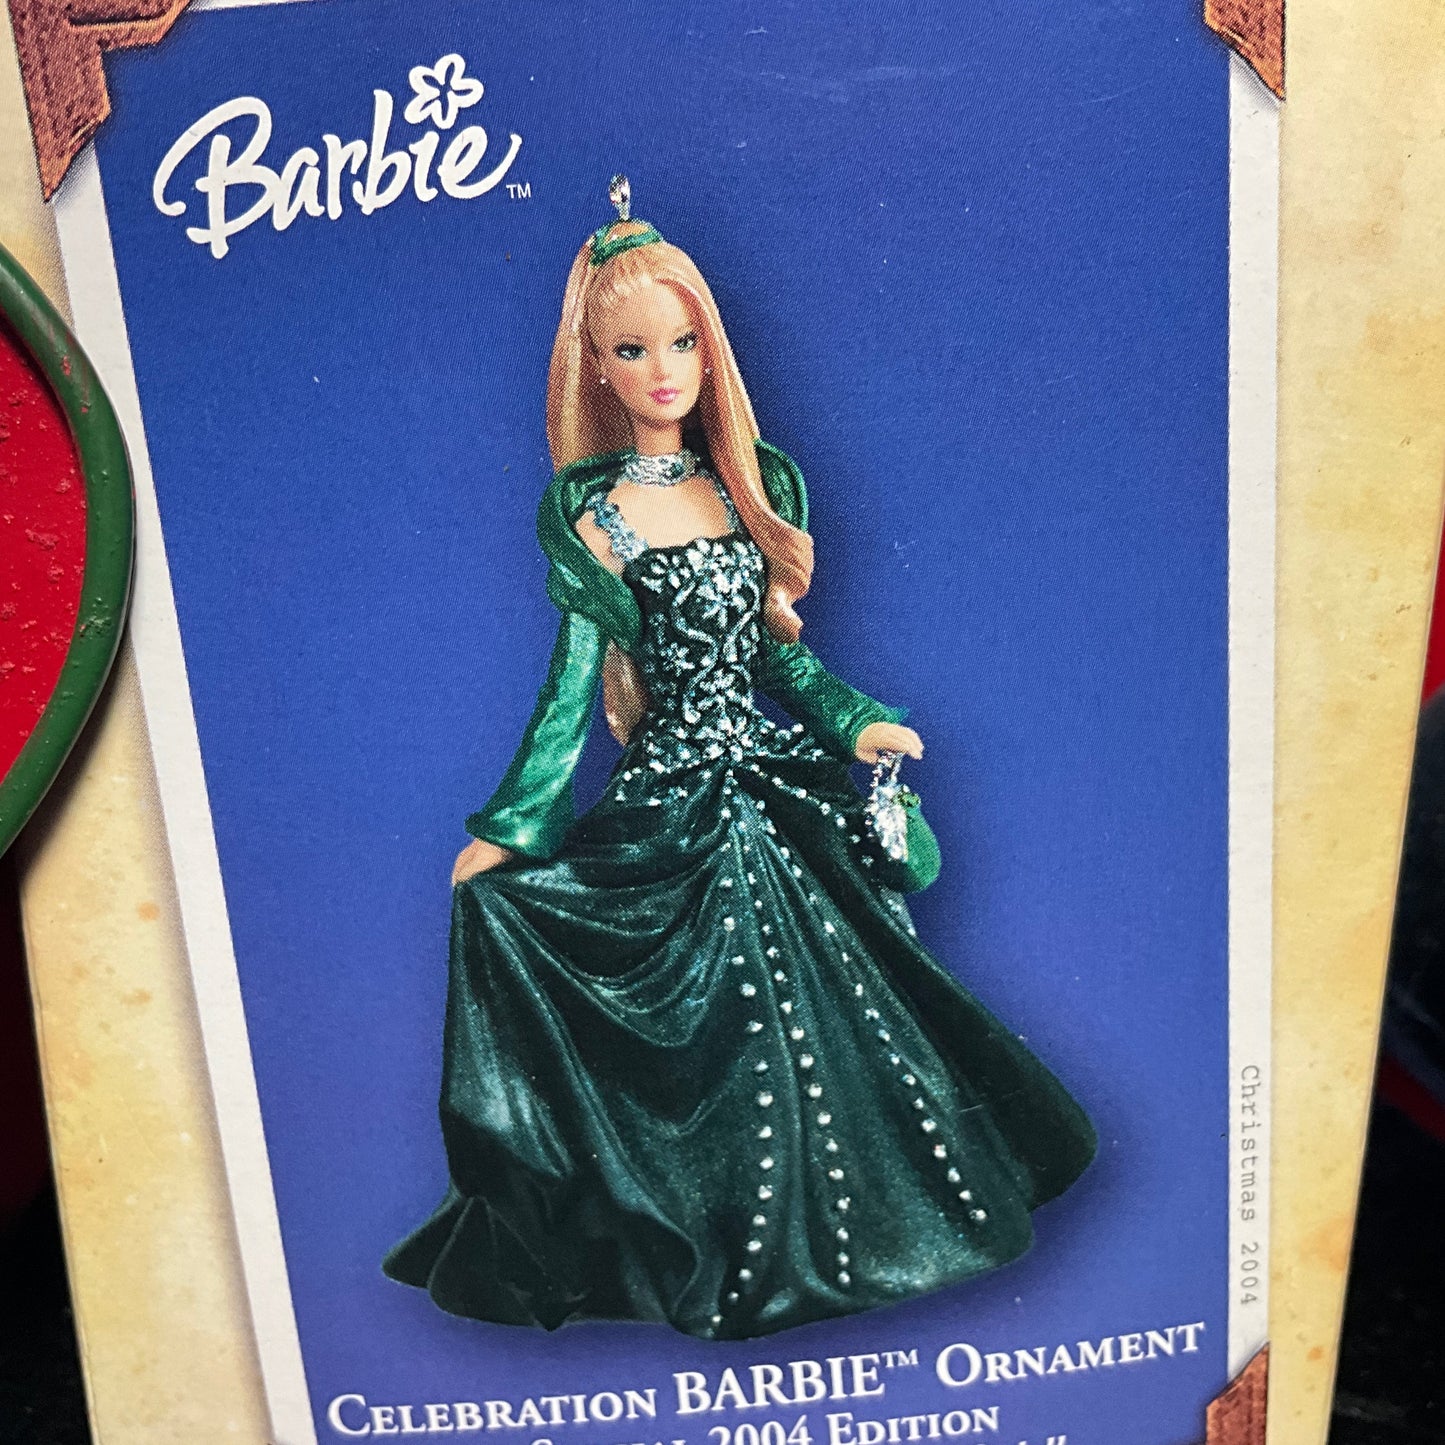 Barbie™
Christmas 2004
CELEBRATION BARBIE™ ORNAMENT
2004 EDITION